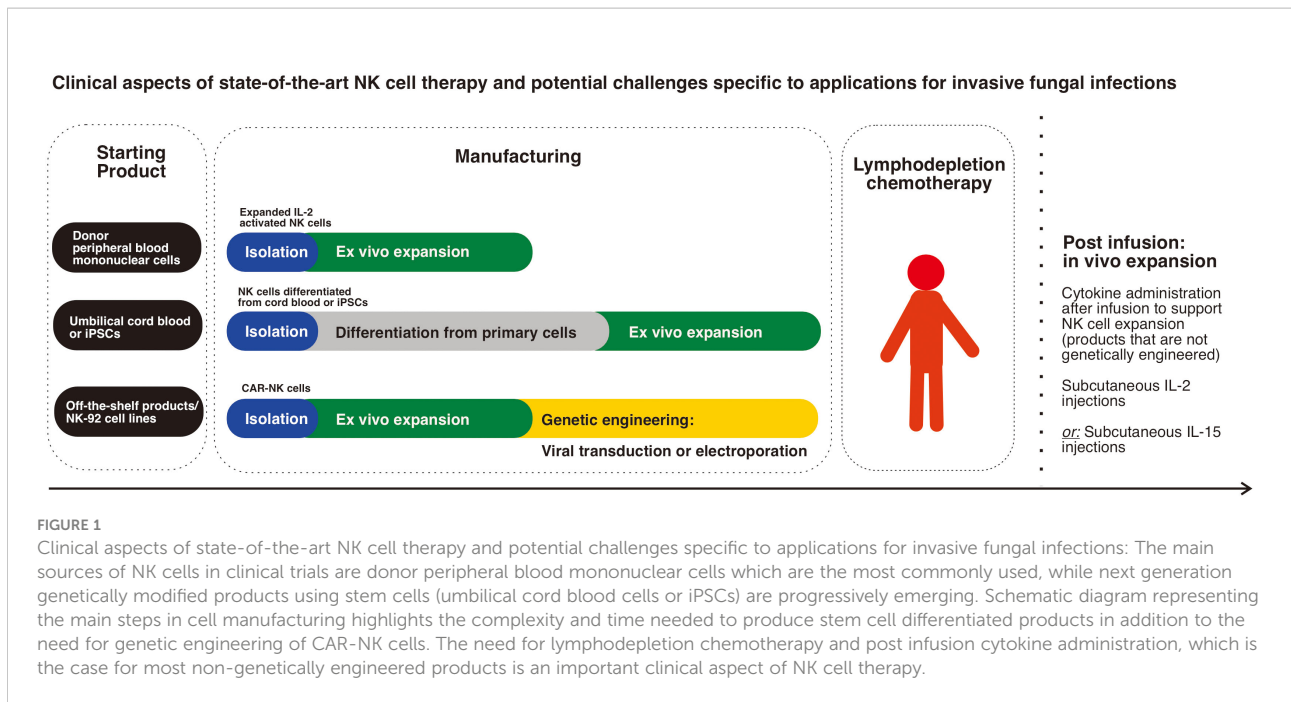 Clinical aspects of state-of-the-art NK cell therapy and potential challenges specific to applications for invasive fungal infections
Starting
Product
Manufacturing
Lymphodepletion
chemotherapy
Donor
peripheral blood
mononuclear cells
Expanded IL-2
activated NK cells
Isolation
Ex vivo expansion
Umbilical cord blood
or iPSCs
NK cells differentiated
from cord blood or iPSCs
Isolation
Differentiation from primary cells
Ex vivo expansion
Off-the-shelf products/
NK-92 cell lines
CAR-NK cells
Isolation
Ex vivo expansion
Genetic engineering:
Viral transduction or electroporation
Post infusion:
in vivo expansion
Cytokine administration
after infusion to support
NK cell expansion
(products that are not
genetically engineered)
Subcutaneous IL-2
injections
or: Subcutaneous IL-15
injections
FIGURE 1
Clinical aspects of state-of-the-art NK cell therapy and potential challenges specific to applications for invasive fungal infections: The main
sources of NK cells in clinical trials are donor peripheral blood mononuclear cells which are the most commonly used, while next generation
genetically modified products using stem cells (umbilical cord blood cells or iPSCs) are progressively emerging. Schematic diagram representing
the main steps in cell manufacturing highlights the complexity and time needed to produce stem cell differentiated products in addition to the
need for genetic engineering of CAR-NK cells. The need for lymphodepletion chemotherapy and post infusion cytokine administration, which is
the case for most non-genetically engineered products is an important clinical aspect of NK cell therapy.